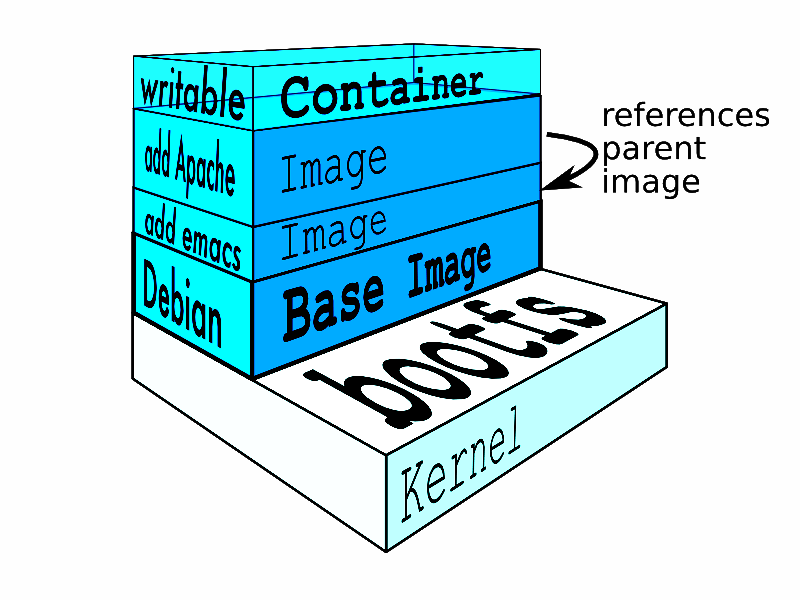 writable
Container
add Apache
Image
add emacs
Image
Debian
Base Image
bootfs
Kernel
references
parent
image